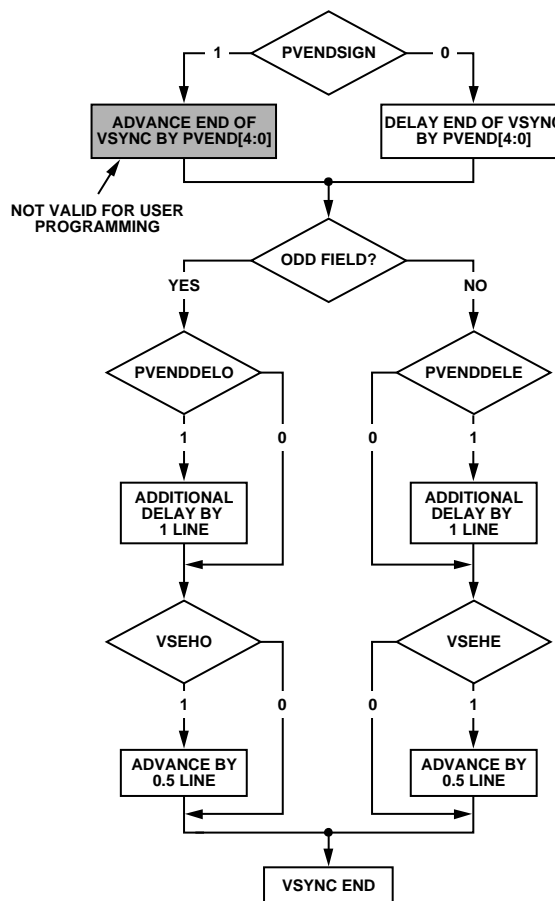 PVENDSIGN
1
0
ADVANCE END OF
VSYNC BY PVEND[4:0]
DELAY END OF VSYNC
BY PVEND[4:0]
NOT VALID FOR USER
PROGRAMMING
ODD FIELD?
YES
NO
PVENDDELO
PVENDDELE
1
0
0
1
ADDITIONAL
DELAY BY
1 LINE
ADDITIONAL
DELAY BY
1 LINE
VSEHO
VSEHE
1
0
0
1
ADVANCE BY
0.5 LINE
ADVANCE BY
0.5 LINE
VSYNC END